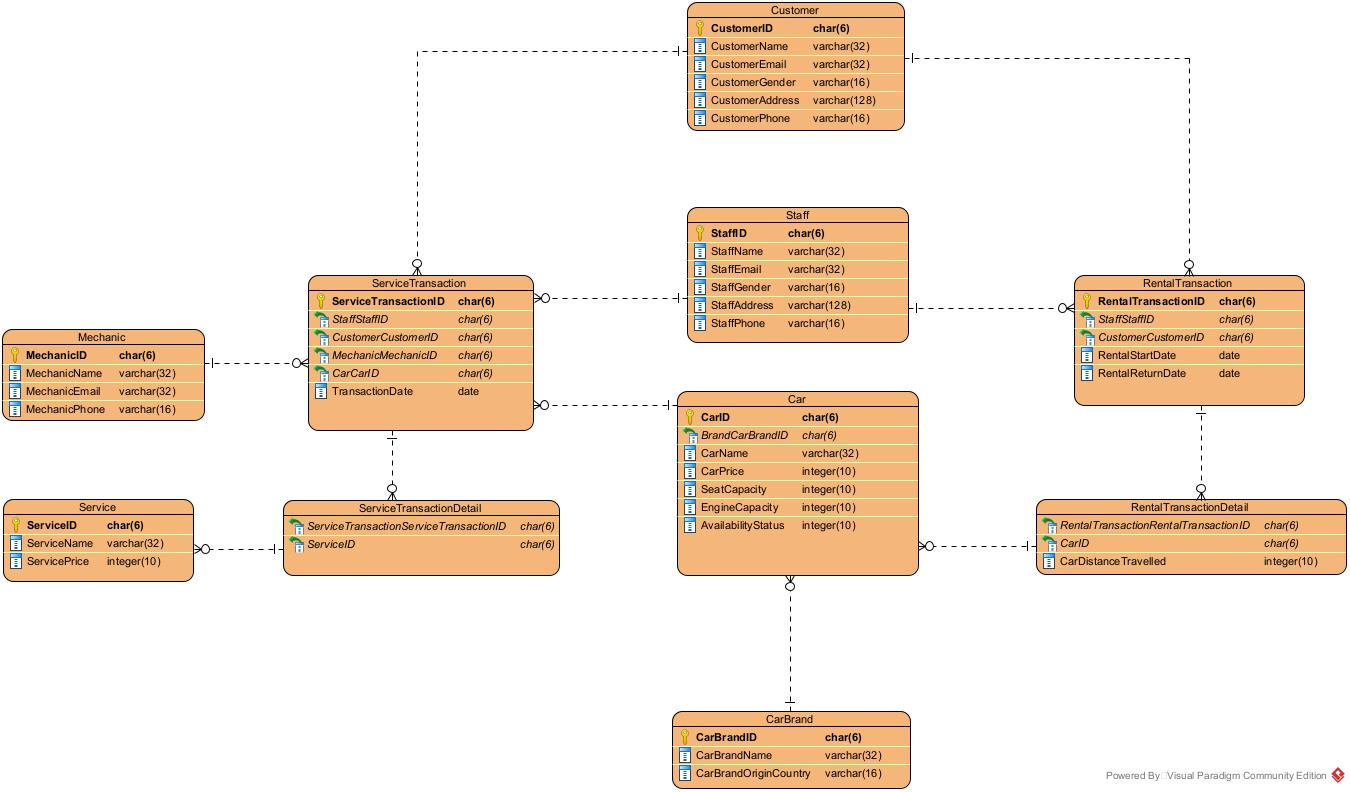 Customer
CustomerID char(6)
CustomerName varchar(32)
CustomerEmail varchar(32)
CustomerGender varchar(16)
CustomerAddress varchar(128)
CustomerPhone varchar(16)
Staff
StaffID char(6)
StaffName varchar(32)
StaffEmail varchar(32)
StaffGender varchar(16)
StaffAddress varchar(128)
StaffPhone varchar(16)
ServiceTransaction
ServiceTransactionID char(6)
StaffStaffID char(6)
CustomerCustomerID char(6)
MechanicMechanicID char(6)
CarCarID char(6)
TransactionDate date
RentalTransaction
RentalTransactionID char(6)
StaffStaffID char(6)
CustomerCustomerID char(6)
RentalStartDate date
RentalReturnDate date
Mechanic
MechanicID char(6)
MechanicName varchar(32)
MechanicEmail varchar(32)
MechanicPhone varchar(16)
Car
CarID char(6)
BrandCarBrandID char(6)
CarName varchar(32)
CarPrice integer(10)
SeatCapacity integer(10)
EngineCapacity integer(10)
AvailabilityStatus integer(10)
Service
ServiceID char(6)
ServiceName varchar(32)
ServicePrice integer(10)
ServiceTransactionDetail
ServiceTransactionServiceTransactionID char(6)
ServiceID char(6)
RentalTransactionDetail
RentalTransactionRentalTransactionID char(6)
CarID char(6)
CarDistanceTravelled integer(10)
CarBrand
CarBrandID char(6)
CarBrandName varchar(32)
CarBrandOriginCountry varchar(16)
Powered By Visual Paradigm Community Edition